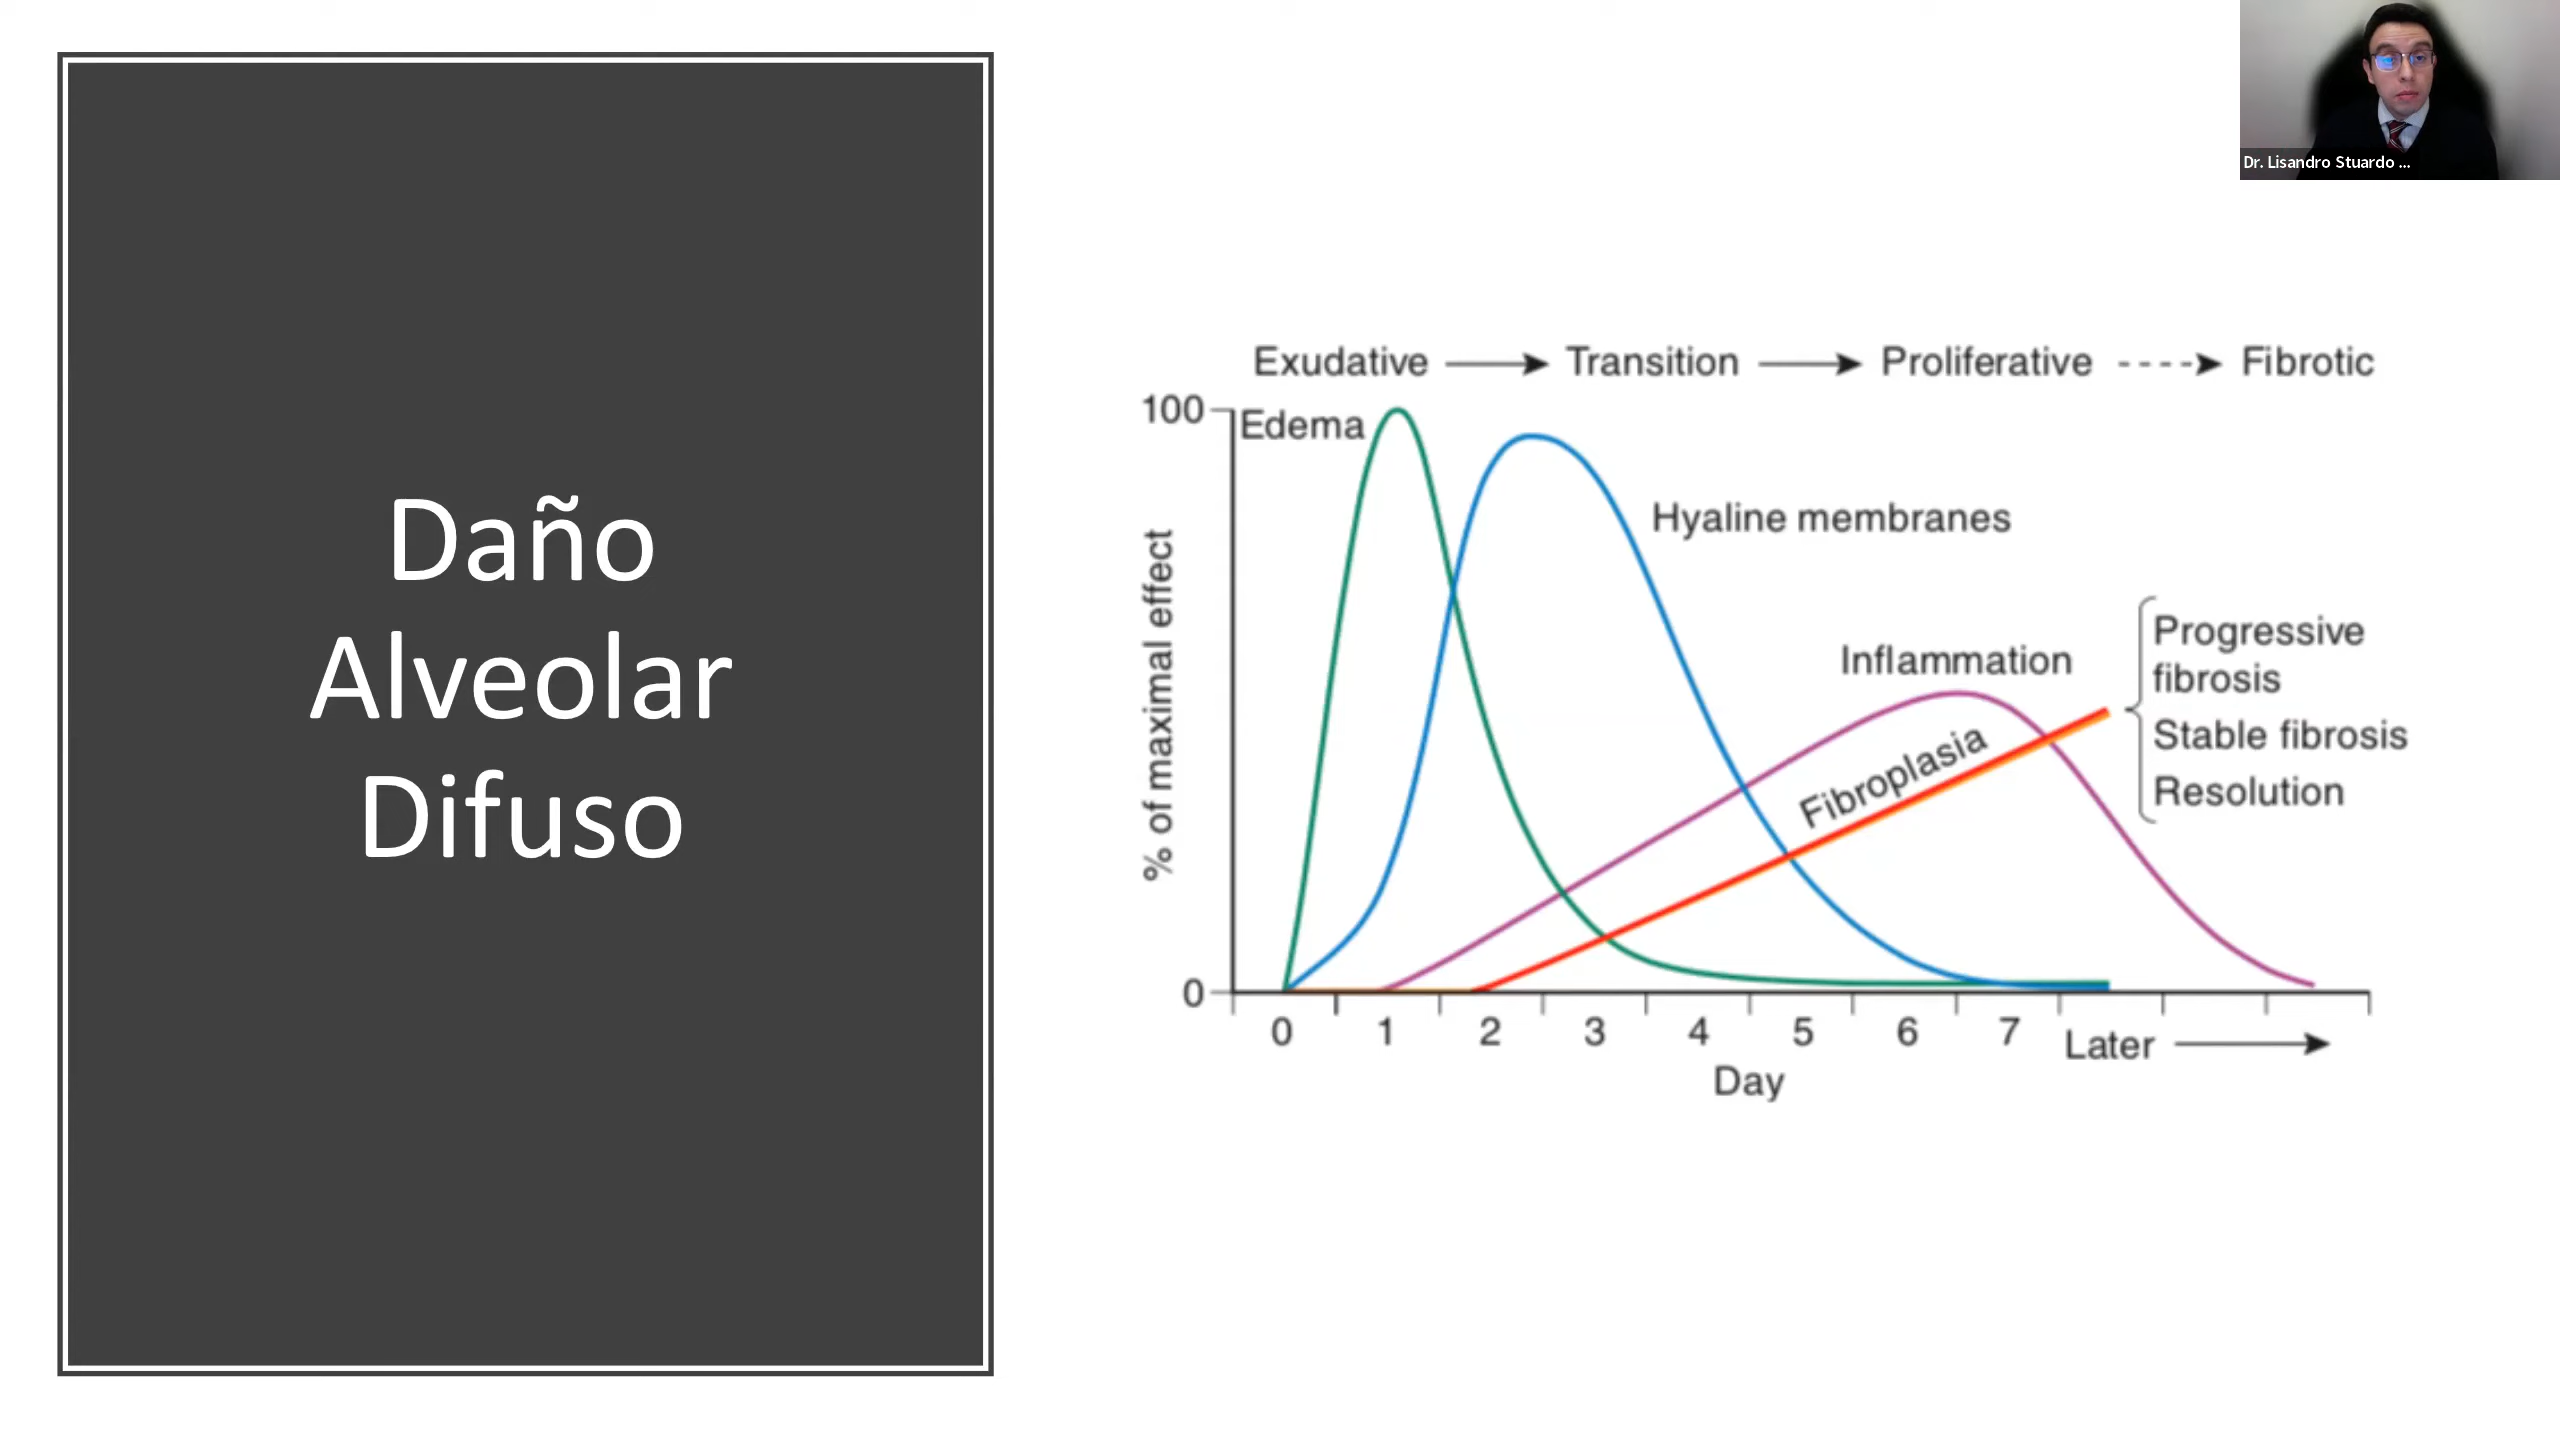 Daño
Alveolar
Difuso
Dr. Lisandro Stuardo ...
Exudative
Transition
Proliferative
Fibrotic
100
Edema
Hyaline membranes
% of maximal effect
Inflammation
Fibroplasia
Progressive
fibrosis
Stable fibrosis
Resolution
0
0 1 2 3 4 5 6 7 Later
Day